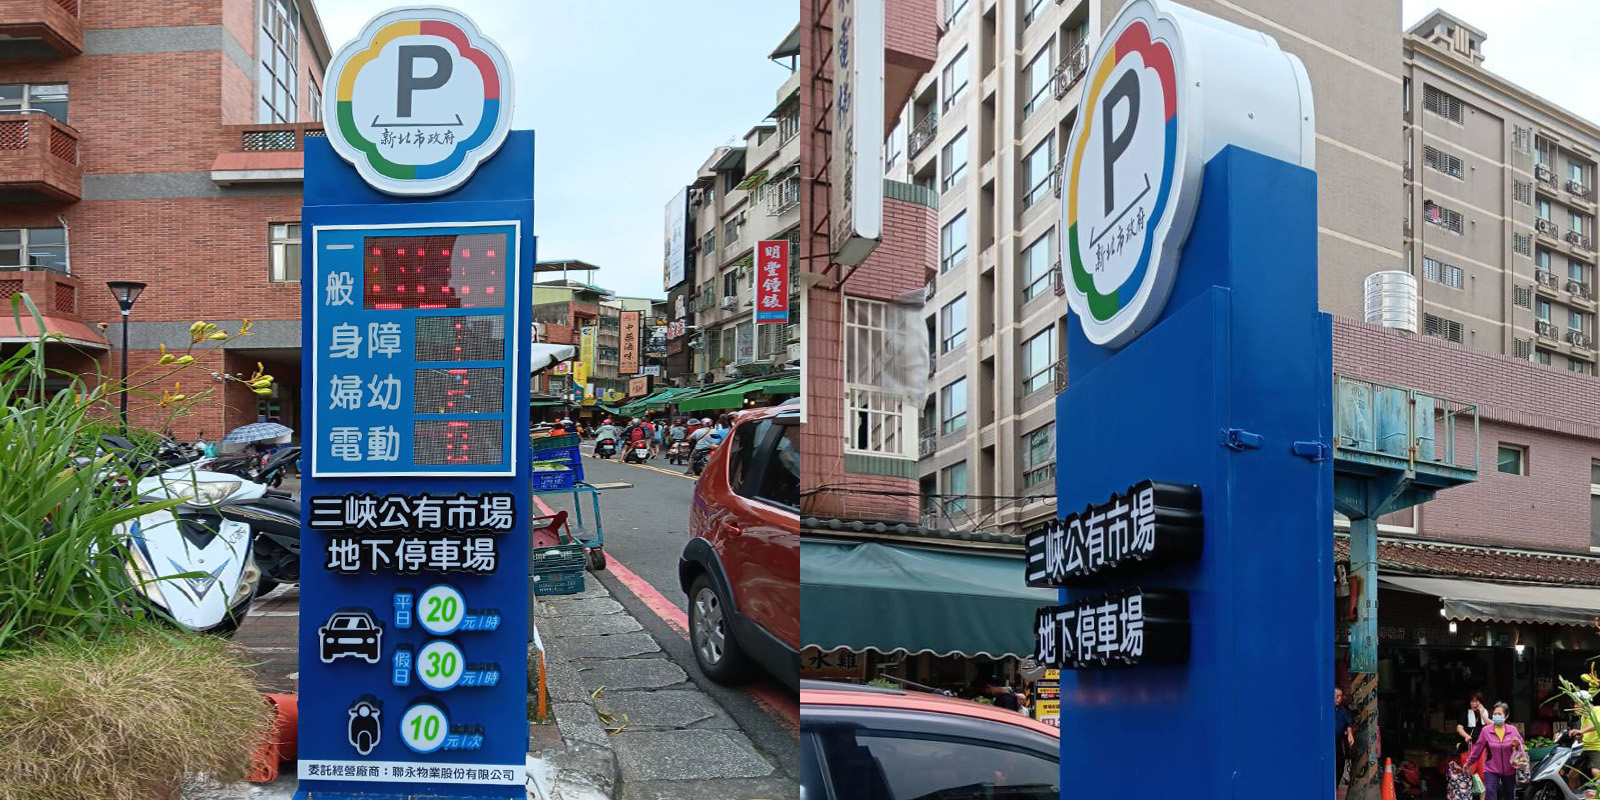 P
新北市政府
一般
身障
婦幼
電動
三峽公有市場
地下停車場
平日 20 元/時
假日 30 元/時
10 元/次
委託經營廠商：聯永物業股份有限公司
明豐鐘錶
P
新北市政府
三峽公有市場
地下停車場